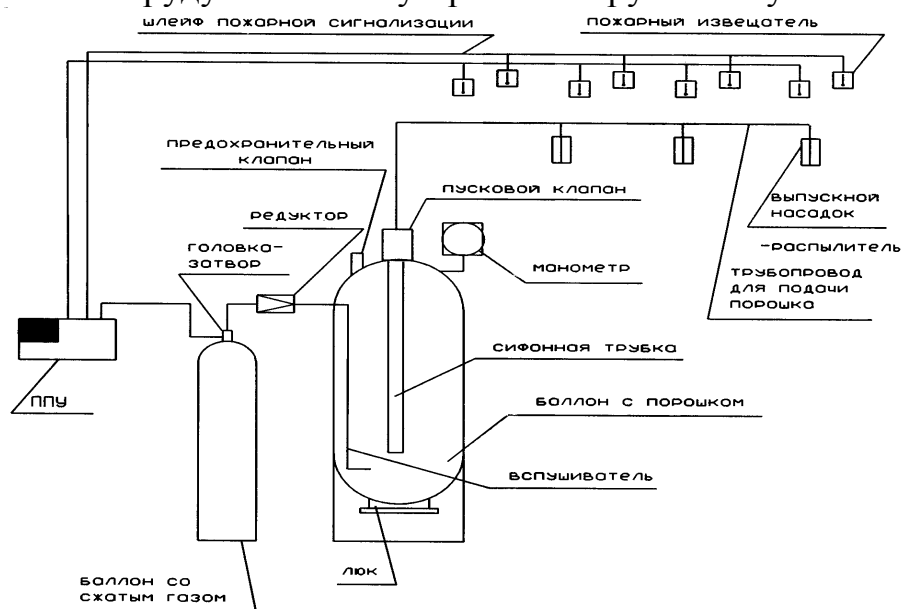 шлейф пожарной сигнализации
пожарный извещатель
предохранительный
клапан
пусковой клапан
редуктор
головка-
затвор
манометр
выпускной
насадок
-распылитель
трубопровод
для подачи
порошка
сифонная трубка
ппу
баллон с порошком
вспушиватель
люк
баллон со
сжатым газом